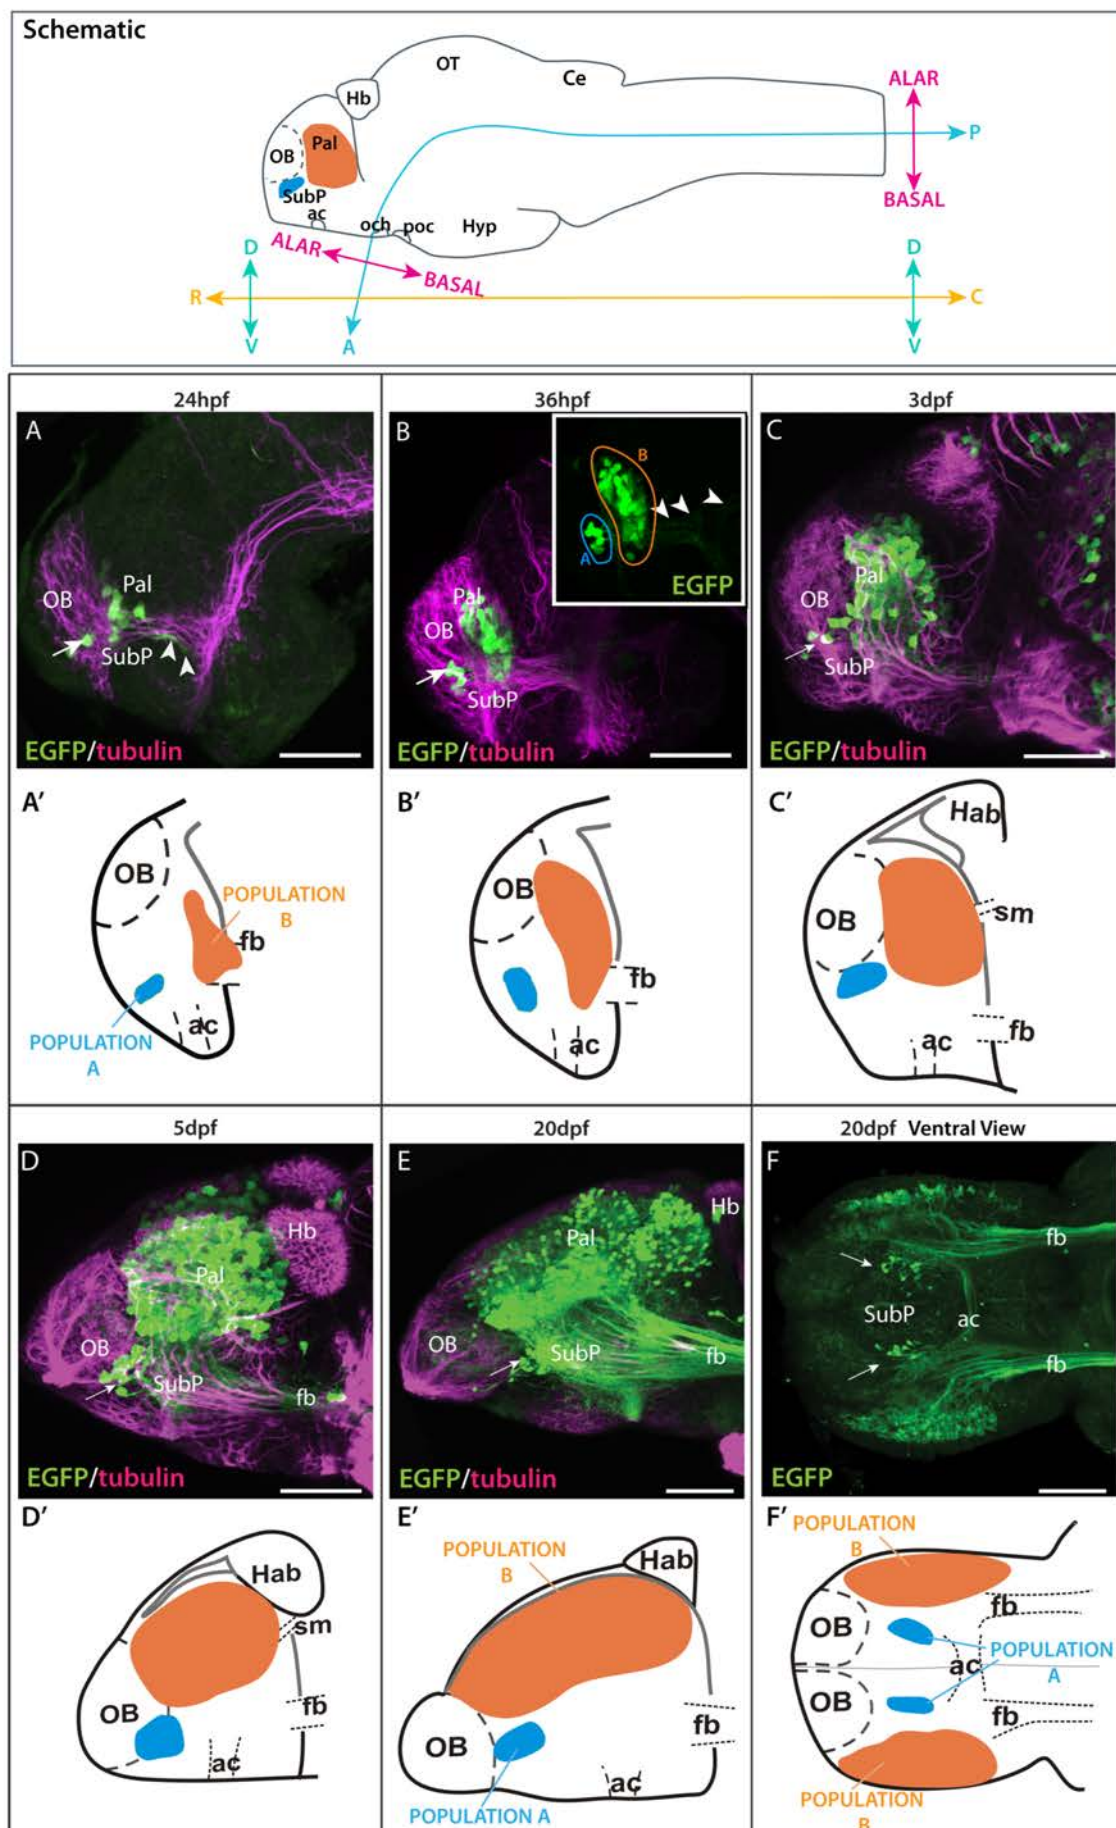 Schematic
OT
Ce
Hb
ALAR
Pal
OB
P
SubP
ac
och
poc
Hyp
BASAL
ALAR
BASAL
D
D
R
C
V
A
V
24hpf
36hpf
3dpf
A
Pal
OB
SubP
EGFP/tubulin
B
B
A
EGFP
Pal
OB
SubP
EGFP/tubulin
C
Pal
OB
SubP
EGFP/tubulin
A'
OB
POPULATION
B
fb
ac
POPULATION
A
B'
OB
fb
ac
C'
Hab
OB
sm
fb
ac
5dpf
20dpf
20dpf Ventral View
D
Hb
Pal
OB
SubP
fb
EGFP/tubulin
E
Hb
Pal
OB
SubP
fb
EGFP/tubulin
F
fb
SubP
ac
fb
EGFP
D'
Hab
sm
OB
fb
ac
E'
POPULATION
B
Hab
OB
fb
ac
POPULATION A
F'
POPULATION
B
OB
fb
POPULATION
A
ac
OB
fb
POPULATION
B